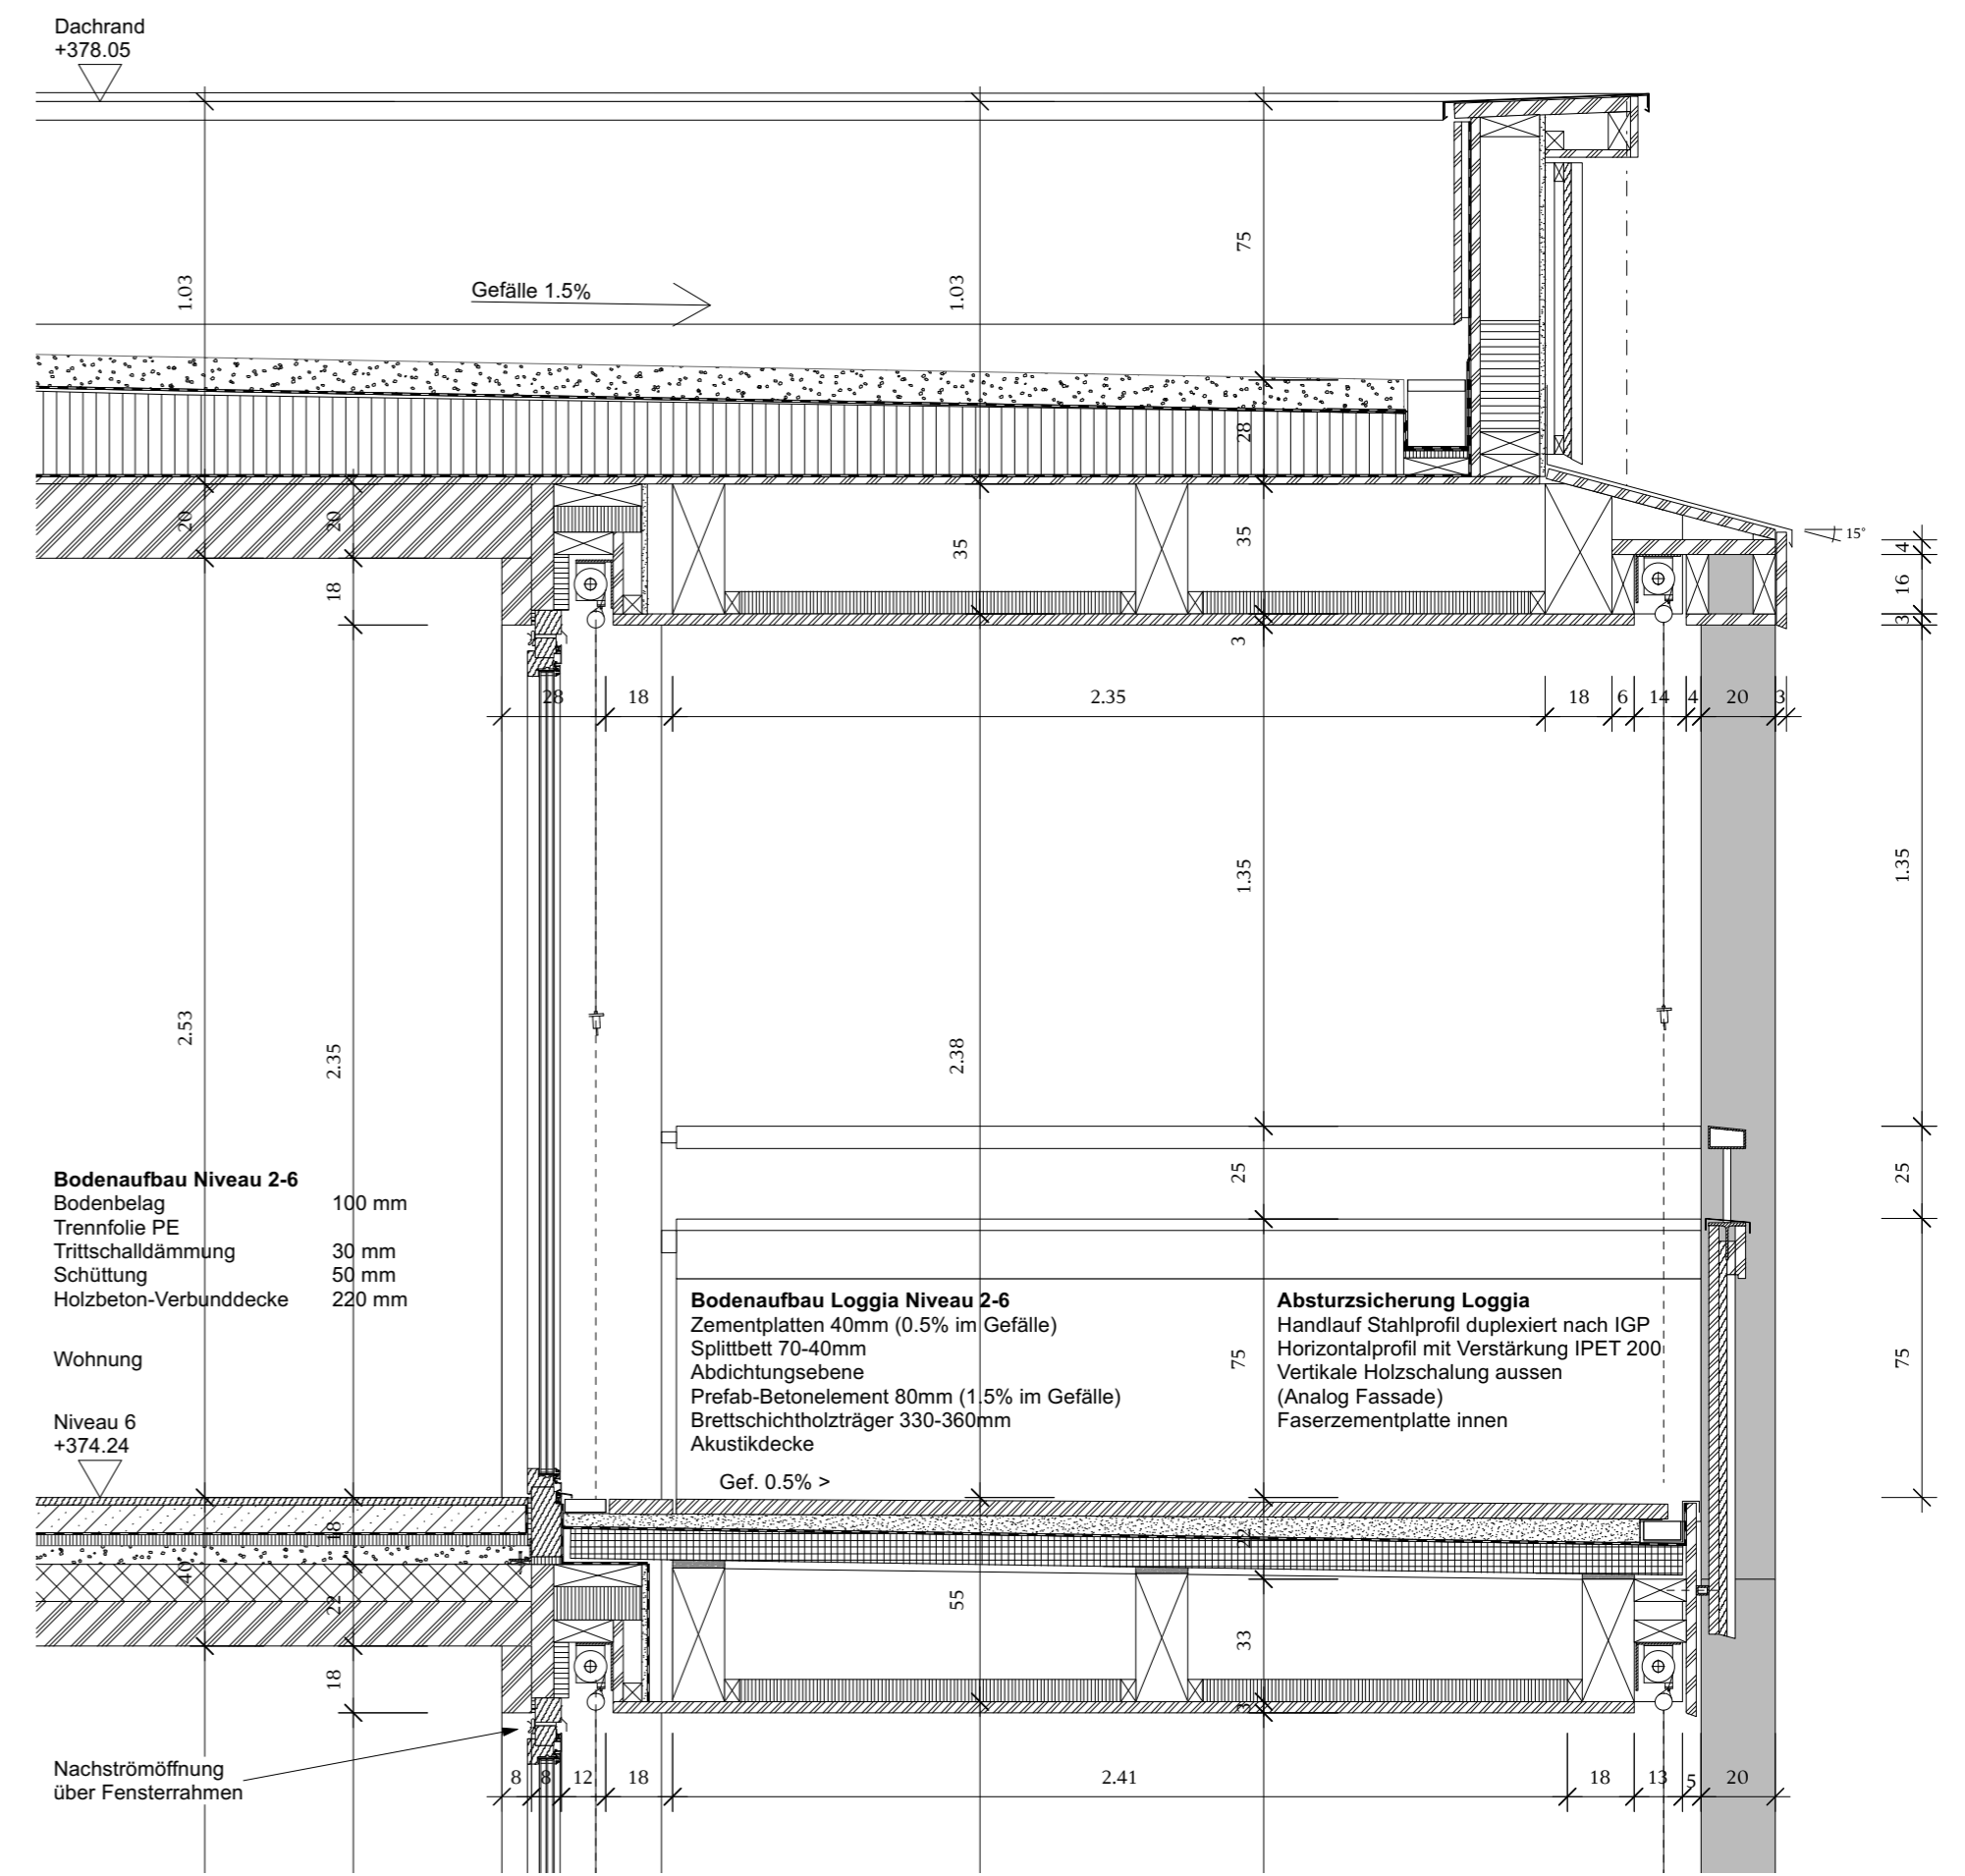 Dachrand
+378.05
75
1.03
1.03
Gefälle 1.5%
28
20
20
35
35
15°
4
18
16
3
3
28
18
2.35
18
6
14
4
20
3
1.35
1.35
2.53
2.35
2.38
25
25
Bodenaufbau Niveau 2-6
Bodenbelag 100 mm
Trennfolie PE
Trittschalldämmung 30 mm
Schüttung 50 mm
Holzbeton-Verbunddecke 220 mm
Wohnung
Niveau 6
+374.24
Bodenaufbau Loggia Niveau 2-6
Zementplatten 40mm (0.5% im Gefälle)
Splittbett 70-40mm
Abdichtungsebene
Prefab-Betonelement 80mm (1.5% im Gefälle)
Brettschichtholzträger 330-360mm
Akustikdecke
Gef. 0.5% >
75
Absturzsicherung Loggia
Handlauf Stahlprofil duplexiert nach IGP
Horizontalprofil mit Verstärkung IPET 200
Vertikale Holzschalung aussen
(Analog Fassade)
Faserzementplatte innen
75
18
22
40
22
55
33
18
3
Nachströmöffnung
über Fensterrahmen
8
8
12
18
2.41
18
13
5
20